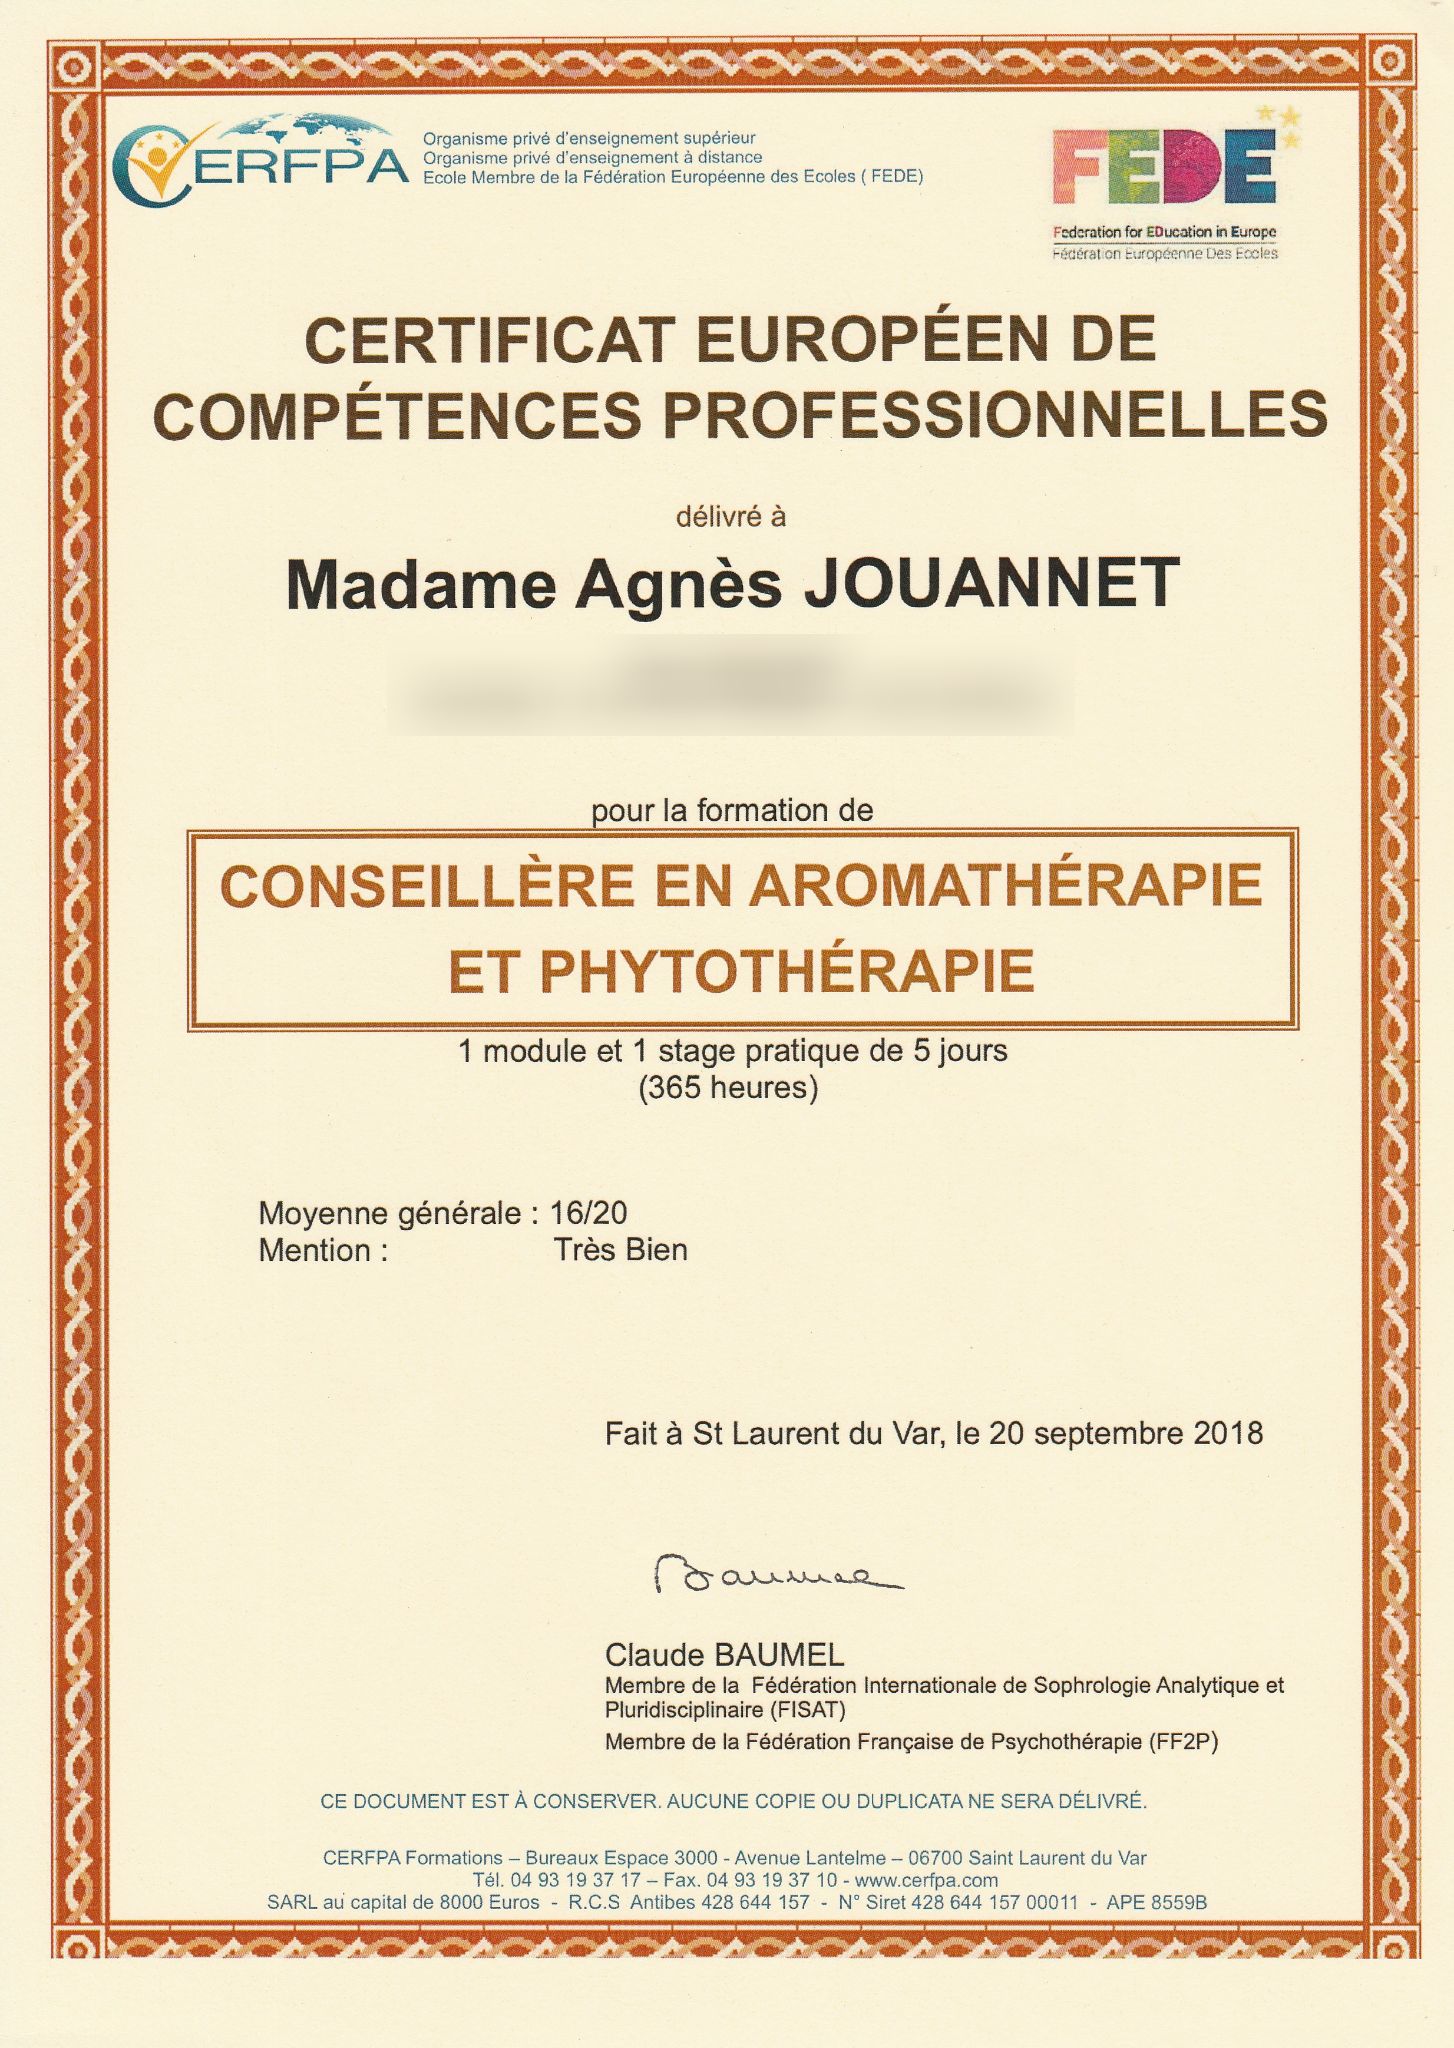 CERFPA
Organisme privé d'enseignement supérieur
Organisme privé d'enseignement à distance
Ecole Membre de la Fédération Européenne des Ecoles ( FEDE)
FEDE
Federation for EDucation in Europe
Fédération Européenne Des Ecoles
CERTIFICAT EUROPÉEN DE
COMPÉTENCES PROFESSIONNELLES
délivré à
Madame Agnès JOUANNET
pour la formation de
CONSEILLÈRE EN AROMATHÉRAPIE
ET PHYTOTHÉRAPIE
1 module et 1 stage pratique de 5 jours
(365 heures)
Moyenne générale : 16/20
Mention : Très Bien
Fait à St Laurent du Var, le 20 septembre 2018
Baumel
Claude BAUMEL
Membre de la Fédération Internationale de Sophrologie Analytique et
Pluridisciplinaire (FISAT)
Membre de la Fédération Française de Psychothérapie (FF2P)
CE DOCUMENT EST À CONSERVER. AUCUNE COPIE OU DUPLICATA NE SERA DÉLIVRÉ.
CERFPA Formations – Bureaux Espace 3000 - Avenue Lantelme – 06700 Saint Laurent du Var
Tél. 04 93 19 37 17 – Fax. 04 93 19 37 10 - www.cerfpa.com
SARL au capital de 8000 Euros - R.C.S Antibes 428 644 157 - N° Siret 428 644 157 00011 - APE 8559B